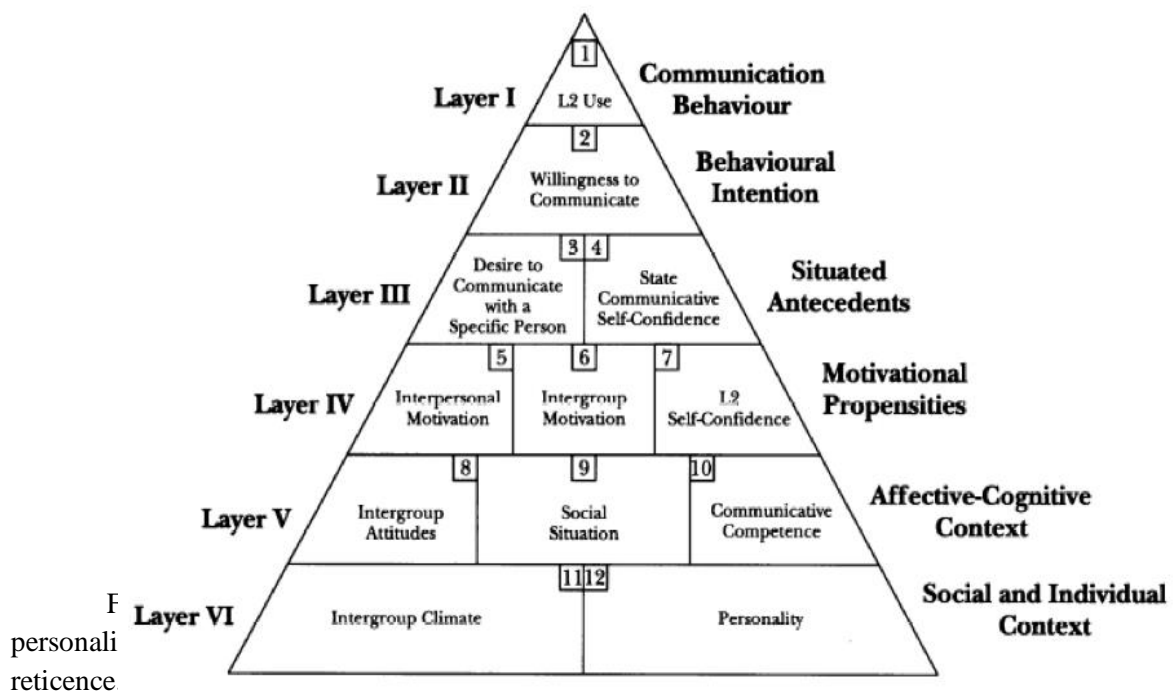 1
Layer I
L2 Use
Communication
Behaviour
2
Layer II
Willingness to
Communicate
Behavioural
Intention
3 4
Layer III
Desire to
Communicate
with a
Specific Person
State
Communicative
Self-Confidence
Situated
Antecedents
5 6 7
Layer IV
Interpersonal
Motivation
Intergroup
Motivation
L2
Self-Confidence
Motivational
Propensities
8 9 10
Layer V
Intergroup
Attitudes
Social
Situation
Communicative
Competence
Affective-Cognitive
Context
11 12
Layer VI
Intergroup Climate
Personality
Social and Individual
Context
personali
reticence